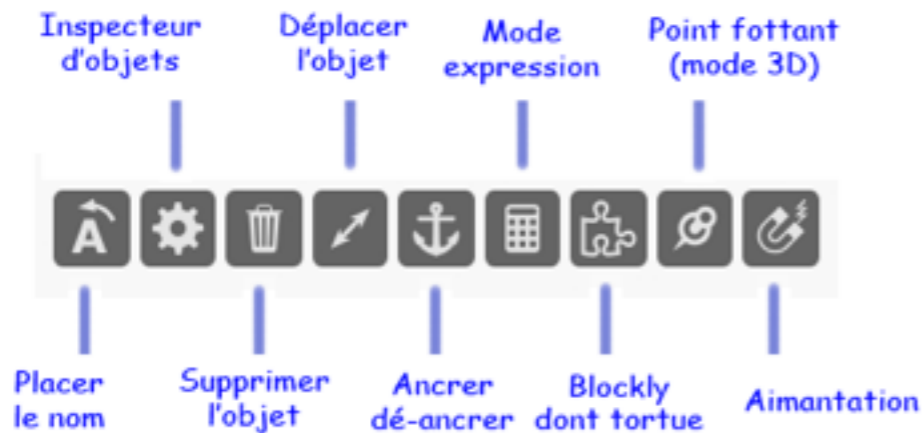 Inspecteur
d'objets
Déplacer
l'objet
Mode
expression
Point fottant
(mode 3D)
A
Placer
le nom
Supprimer
l'objet
Ancrer
dé-ancrer
Blockly
dont tortue
Aimantation